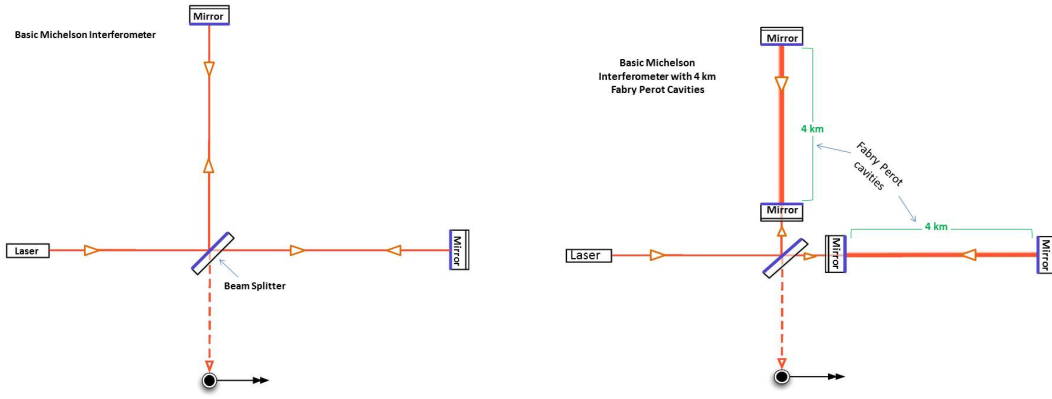 Basic Michelson Interferometer
Mirror
Laser
Mirror
Beam Splitter
Mirror
Basic Michelson
Interferometer with 4 km
Fabry Perot Cavities
4 km
Fabry Perot
cavities
Mirror
4 km
Laser
Mirror
Mirror